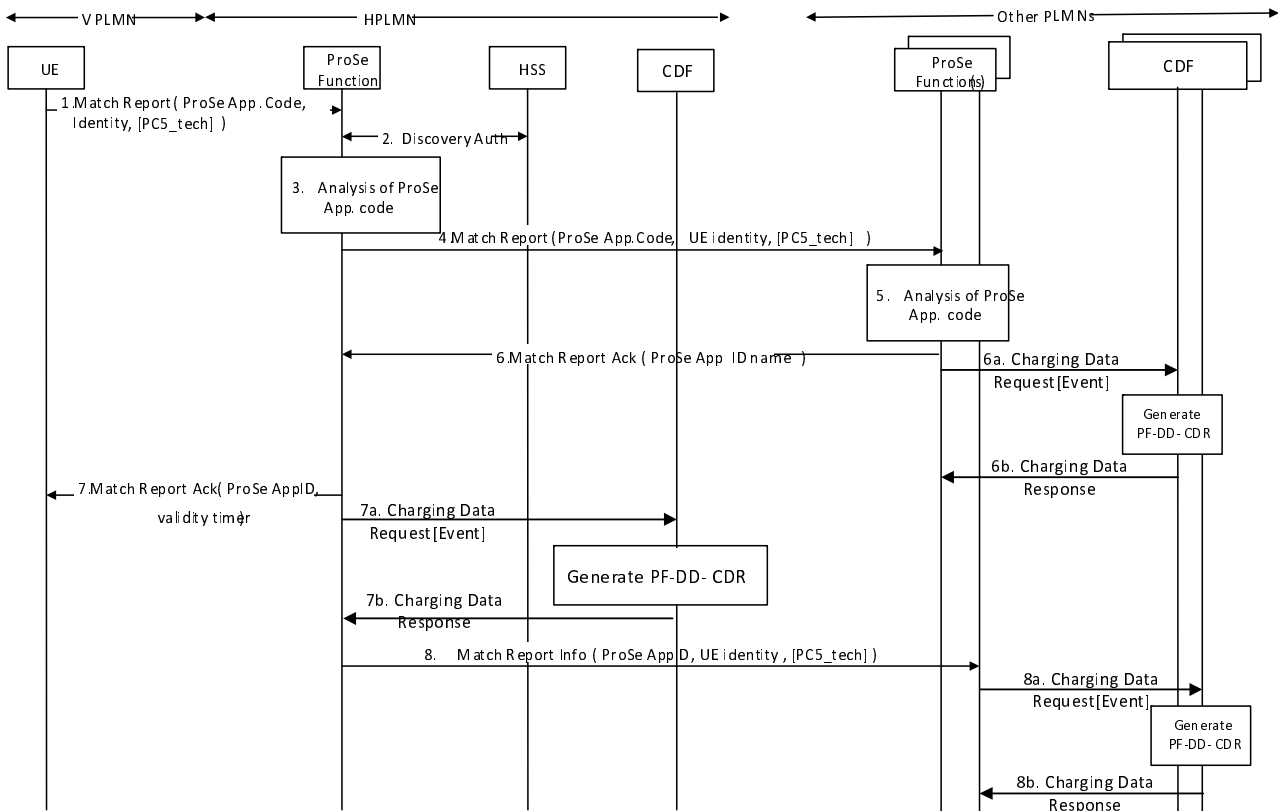 V PLMN
HPLMN
Other PLMNs
UE
ProSe
Function
HSS
CDF
ProSe
Function(s)
CDF
1.Match Report( ProSe App. Code,
Identity, [PC5_tech] )
2. Discovery Auth
3. Analysis of ProSe
App. code
4.Match Report (ProSe App.Code, UE identity, [PC5_tech] )
5. Analysis of ProSe
App. code
6.Match Report Ack ( ProSe App ID name )
6a. Charging Data
Request[Event]
Generate
PF-DD- CDR
6b. Charging Data
Response
7.Match Report Ack( ProSe AppID,
validity timer)
7a. Charging Data
Request[Event]
Generate PF-DD- CDR
7b. Charging Data
Response
8. Match Report Info ( ProSe AppID, UE identity , [PC5_tech] )
8a. Charging Data
Request[Event]
Generate
PF-DD- CDR
8b. Charging Data
Response